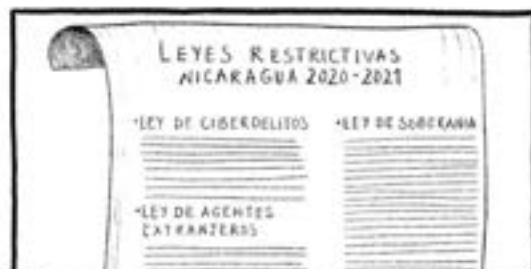 LEYES RESTRICTIVAS
NICARAGUA 2020-2021
•LEY DE CIBERDELITOS
•LEY DE AGENTES
EXTRANJEROS
•LEY DE SOBERANIA